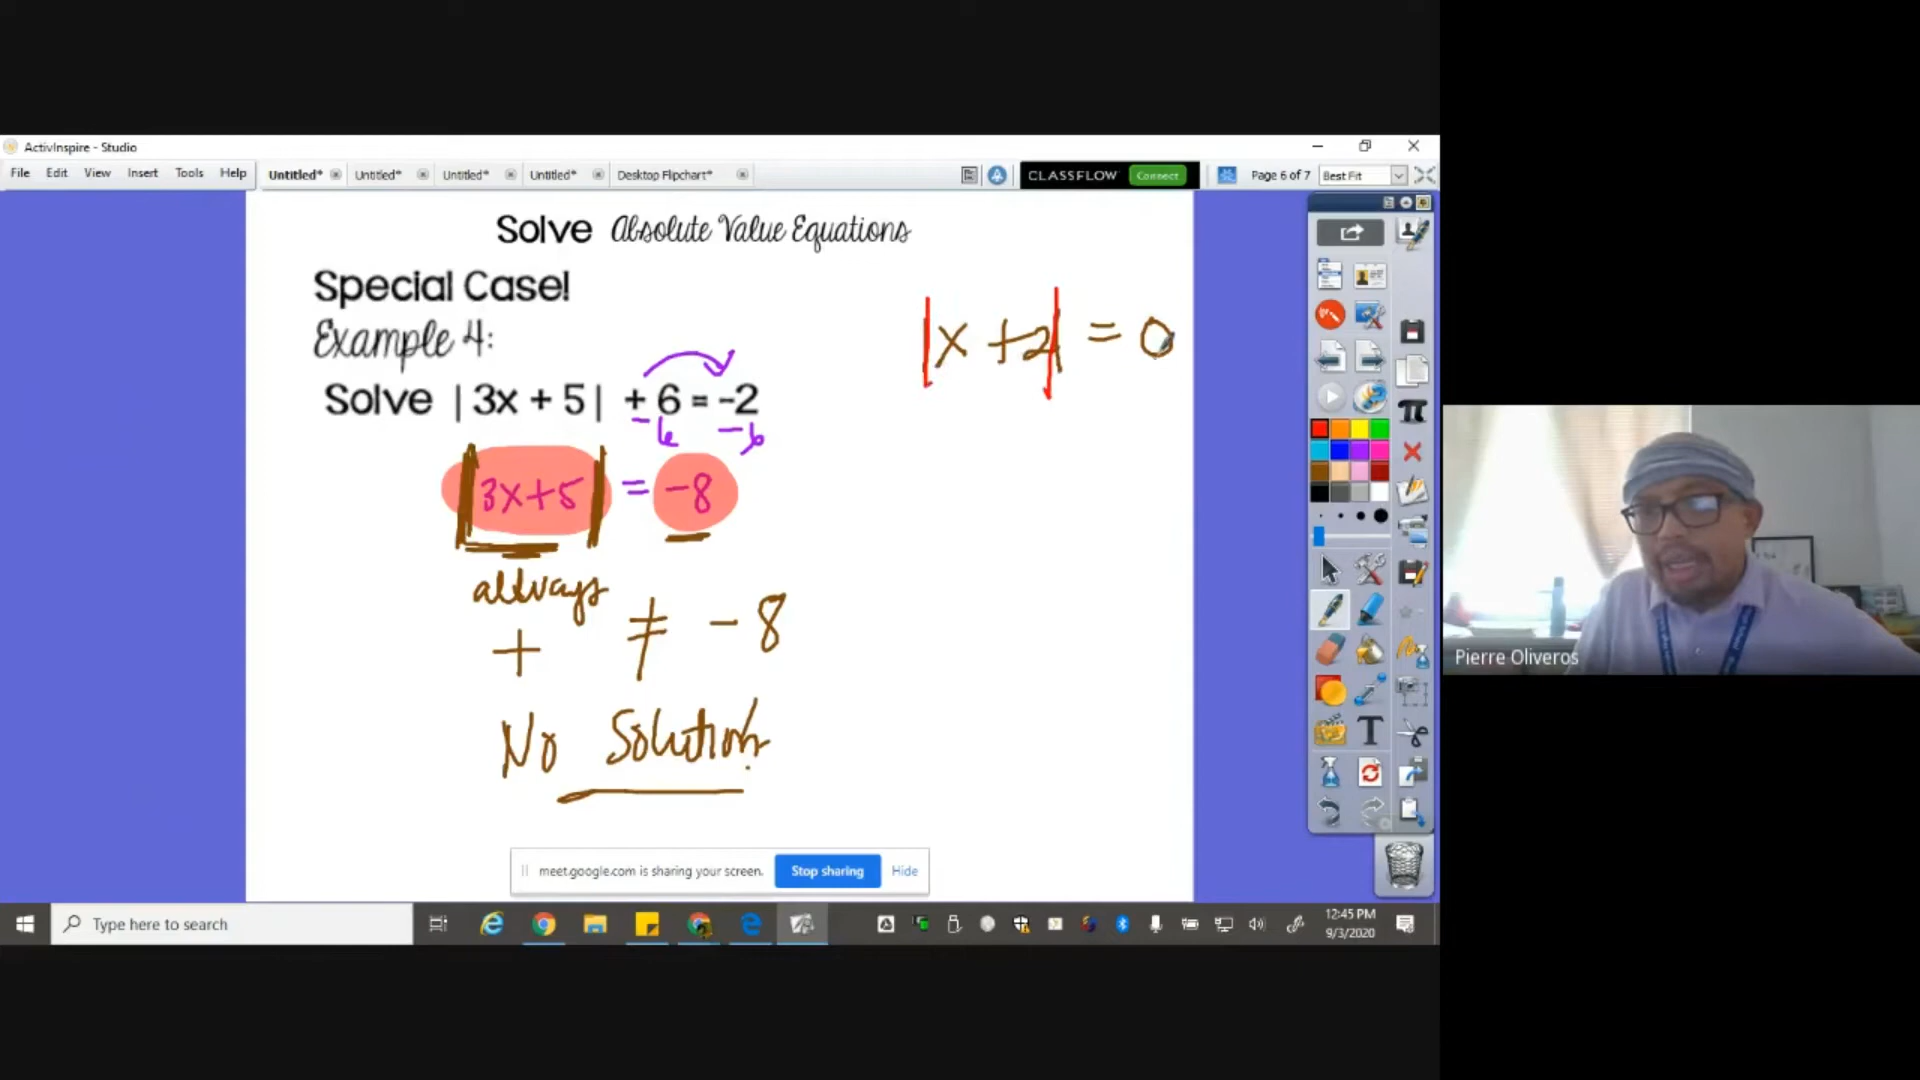 ActivInspire - Studio
File Edit View Insert Tools Help Untitled* Untitled* Untitled* Untitled* Desktop Flipchart* CLASSFLOW Connect Page 6 of 7 Best Fit
Solve Absolute Value Equations
Special Case!
Example 4:
|x +2| = 0
Solve |3x + 5| + 6 = -2
-6 -6
|3x+5| = -8
always
+ ≠ -8
No Solution
Pierre Oliveros
meet.google.com is sharing your screen. Stop sharing Hide
Type here to search
12:45 PM
9/3/2020